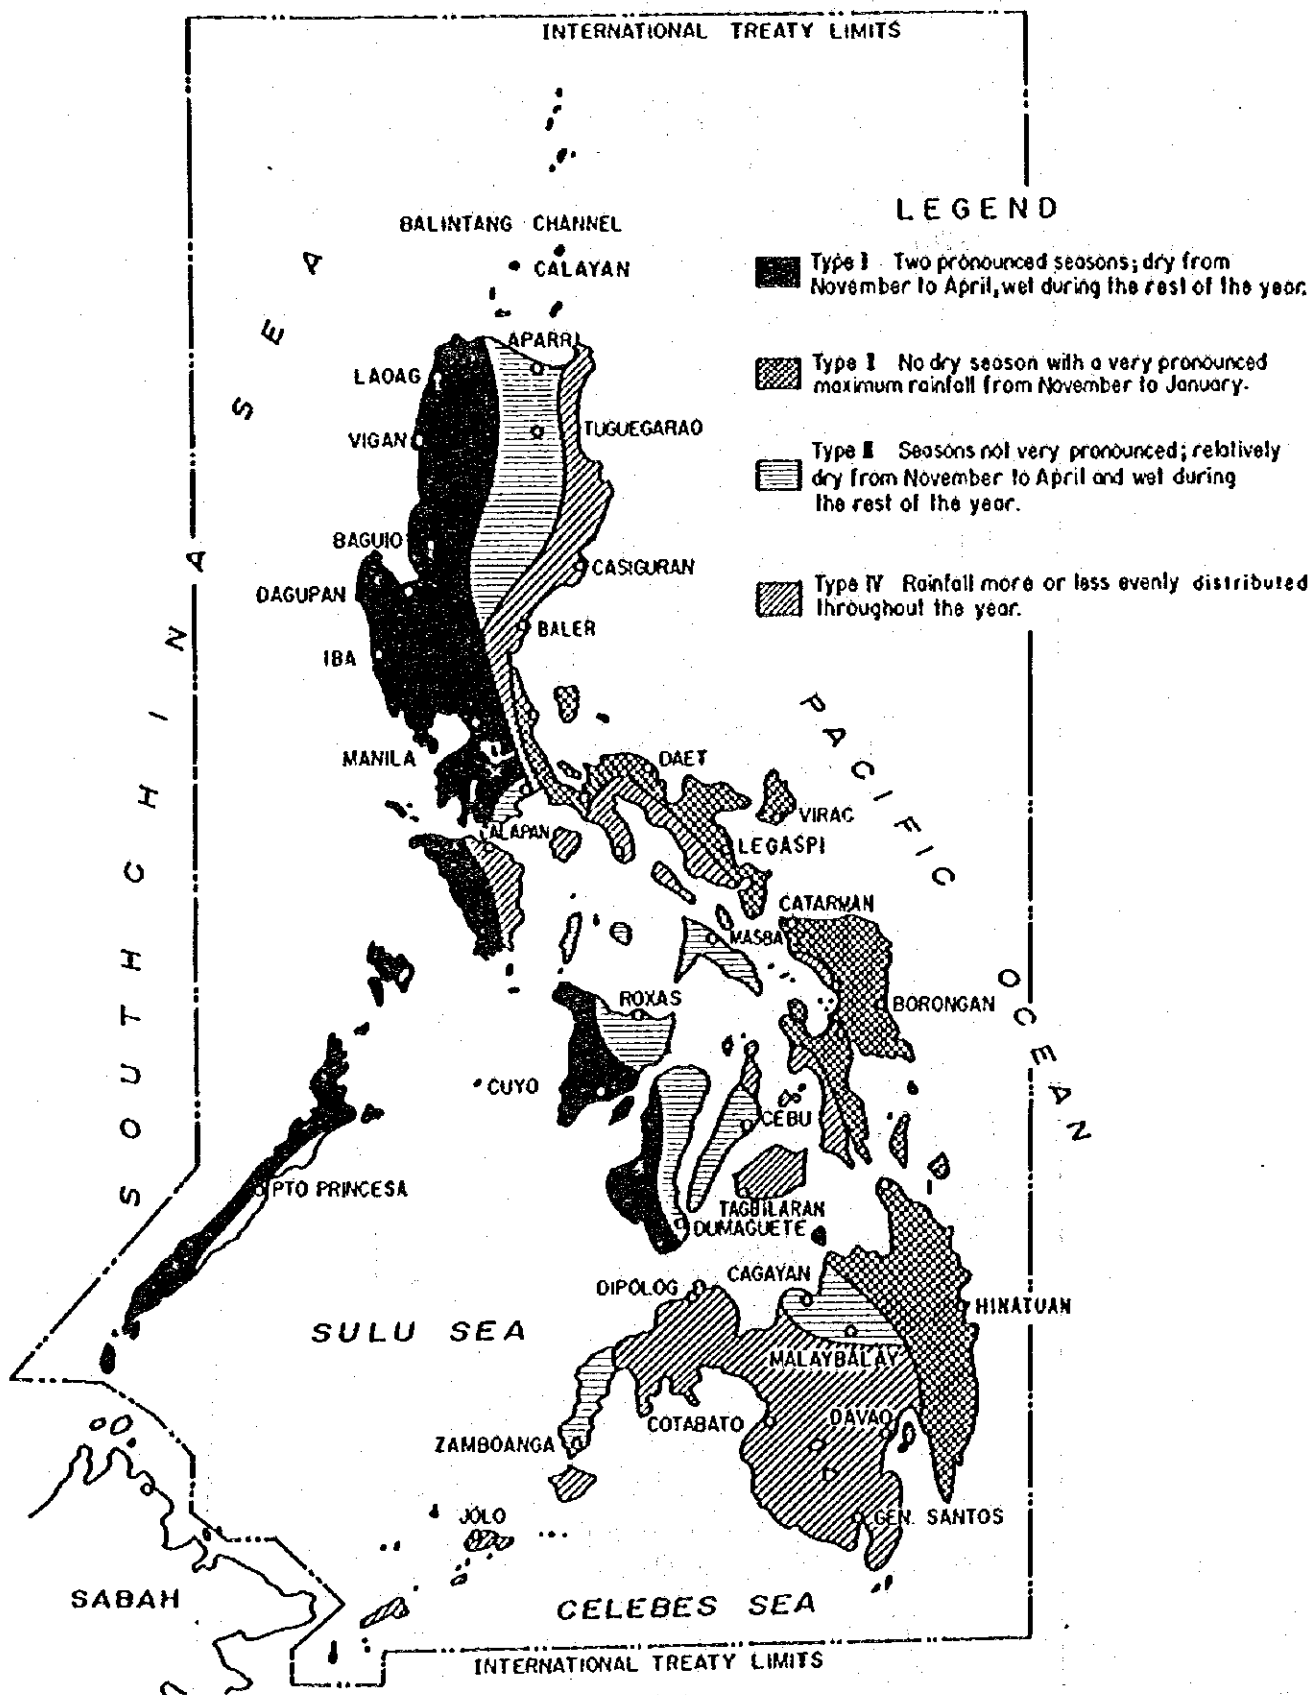 INTERNATIONAL TREATY LIMITS
BALINTANG CHANNEL
CALAYAN
LEGEND
Type I Two pronounced seasons; dry from
November to April, wet during the rest of the year.
Type I No dry season with a very pronounced
maximum rainfall from November to January.
Type II Seasons not very pronounced; relatively
dry from November to April and wet during
the rest of the year.
Type IV Rainfall more or less evenly distributed
throughout the year.
SOUTH CHINA SEA
PACIFIC OCEAN
APARRI
LAOAG
VIGAN
TUGUEGARAO
BAGUIO
DAGUPAN
CASIGURAN
BALER
IBA
MANILA
DAET
VIRAC
ALAPAN
LEGASPI
CATARMAN
MASBA
ROXAS
BORONGAN
CUYO
CEBU
PTO PRINCESA
TAGBILARAN
DUMAGUETE
CAGAYAN
DIPOLOG
HINATUAN
SULU SEA
MALAYBALAY
COTABATO
DAVAO
ZAMBOANGA
JOLO
GEN. SANTOS
SABAH
CELEBES SEA
INTERNATIONAL TREATY LIMITS